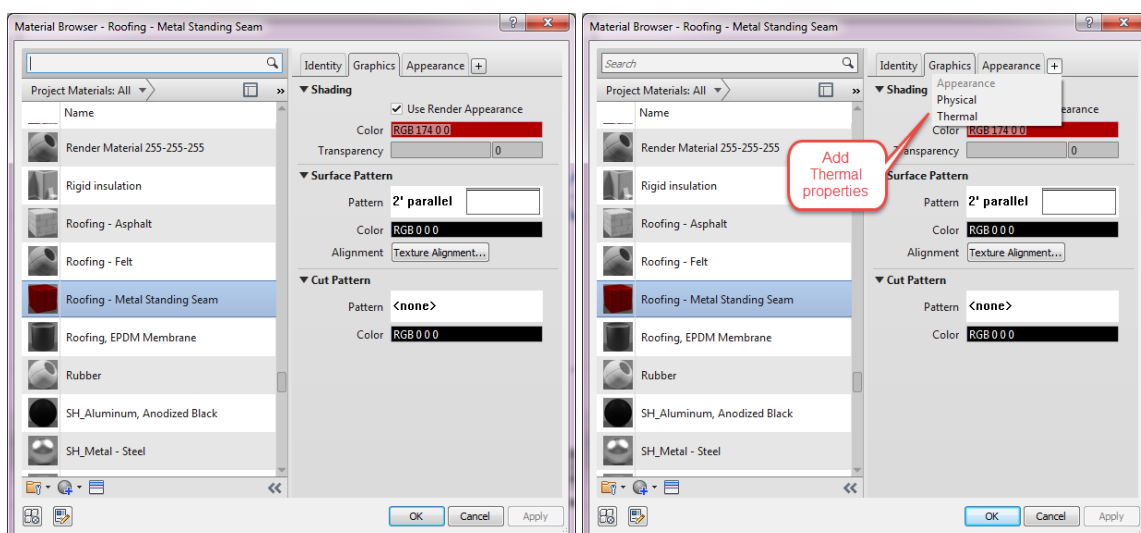 Material Browser - Roofing - Metal Standing Seam
Identity Graphics Appearance +
Project Materials: All
»
Name
Render Material 255-255-255
Rigid insulation
Roofing - Asphalt
Roofing - Felt
Roofing - Metal Standing Seam
Roofing, EPDM Membrane
Rubber
SH_Aluminum, Anodized Black
SH_Metal - Steel
Shading
Use Render Appearance
Color RGB 174 0 0
Transparency 0
Surface Pattern
Pattern 2' parallel
Color RGB 0 0 0
Alignment Texture Alignment...
Cut Pattern
Pattern <none>
Color RGB 0 0 0
OK Cancel Apply
Material Browser - Roofing - Metal Standing Seam
Search
Identity Graphics Appearance +
Project Materials: All
»
Name
Render Material 255-255-255
Rigid insulation
Roofing - Asphalt
Roofing - Felt
Roofing - Metal Standing Seam
Roofing, EPDM Membrane
Rubber
SH_Aluminum, Anodized Black
SH_Metal - Steel
Shading
Appearance
Physical
Thermal
earance
Add
Thermal
properties
Color RGB 174 0 0
ansparency 0
Surface Pattern
Pattern 2' parallel
Color RGB 0 0 0
Alignment Texture Alignment...
Cut Pattern
Pattern <none>
Color RGB 0 0 0
OK Cancel Apply